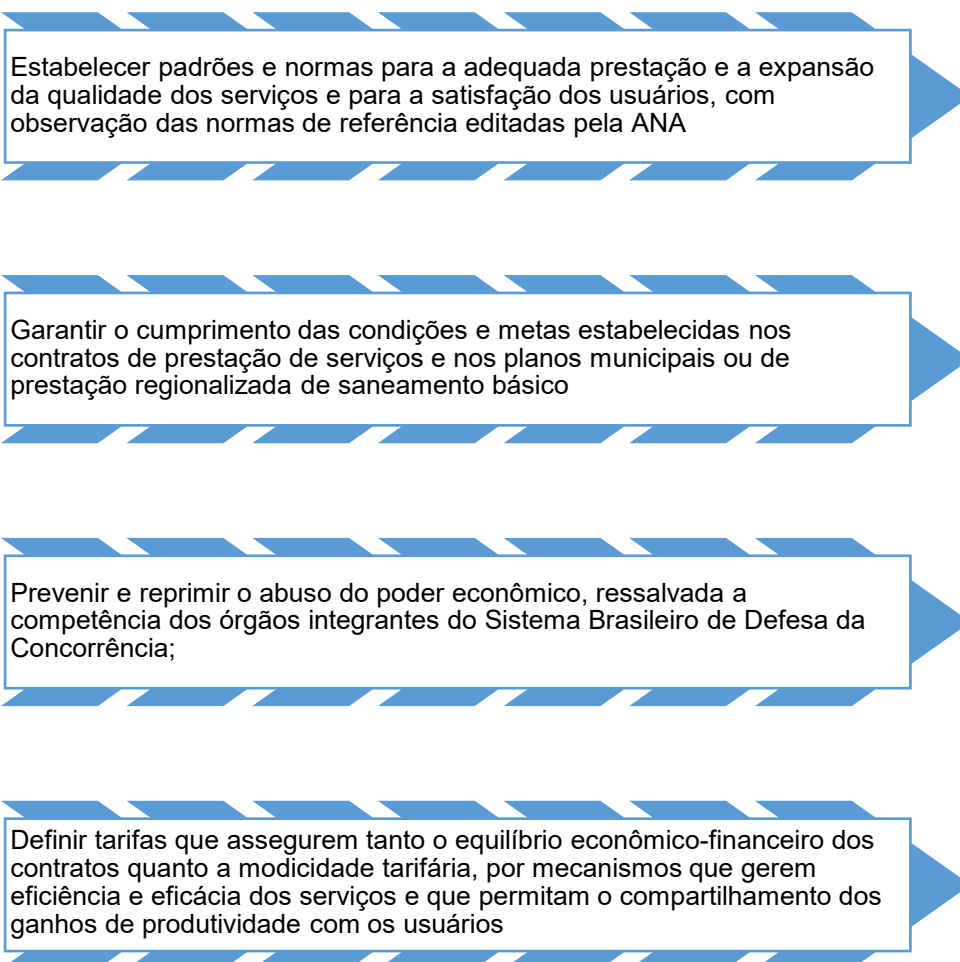 Estabelecer padrões e normas para a adequada prestação e a expansão
da qualidade dos serviços e para a satisfação dos usuários, com
observação das normas de referência editadas pela ANA
Garantir o cumprimento das condições e metas estabelecidas nos
contratos de prestação de serviços e nos planos municipais ou de
prestação regionalizada de saneamento básico
Prevenir e reprimir o abuso do poder econômico, ressalvada a
competência dos órgãos integrantes do Sistema Brasileiro de Defesa da
Concorrência;
Definir tarifas que assegurem tanto o equilíbrio econômico-financeiro dos
contratos quanto a modicidade tarifária, por mecanismos que gerem
eficiência e eficácia dos serviços e que permitam o compartilhamento dos
ganhos de produtividade com os usuários